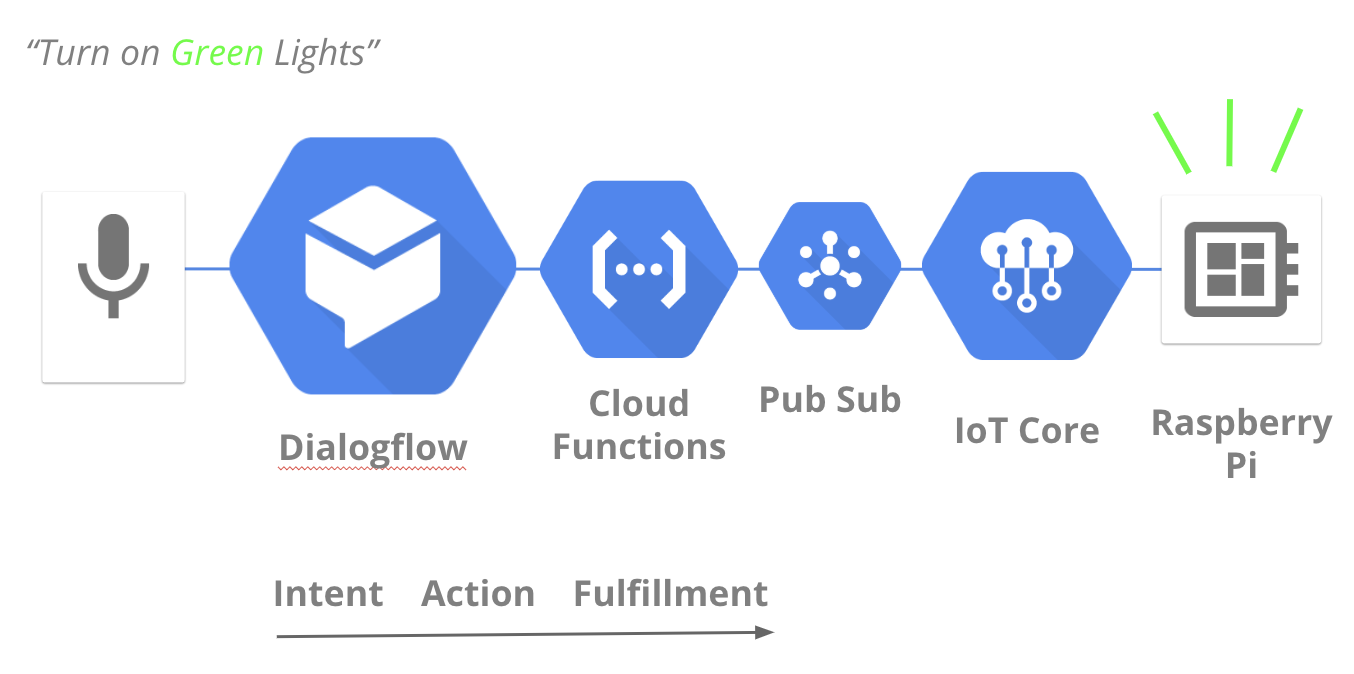 “Turn on Green Lights”
Dialogflow
Cloud
Functions
Pub Sub
IoT Core
Raspberry
Pi
Intent Action Fulfillment